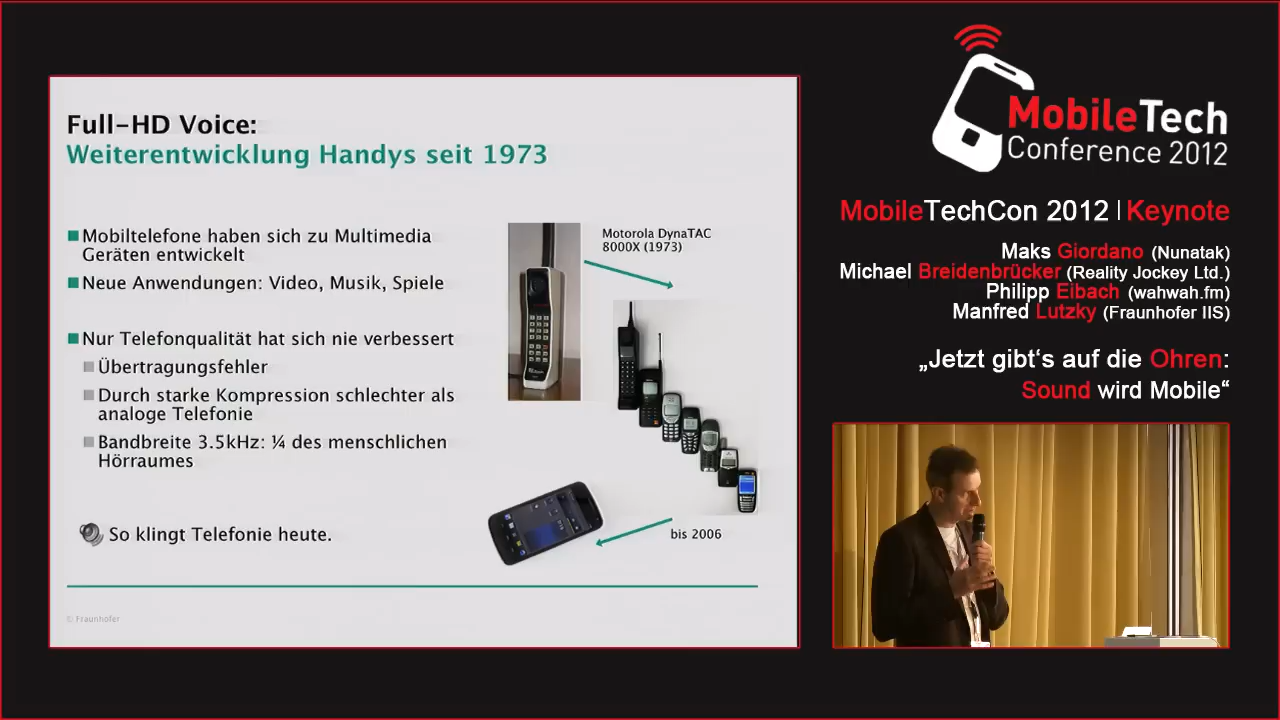 Full-HD Voice:
Weiterentwicklung Handys seit 1973
Mobiltelefone haben sich zu Multimedia
Geräten entwickelt
Neue Anwendungen: Video, Musik, Spiele
Nur Telefonqualität hat sich nie verbessert
Übertragungsfehler
Durch starke Kompression schlechter als
analoge Telefonie
Bandbreite 3.5kHz: ¼ des menschlichen
Hörraumes
So klingt Telefonie heute.
Motorola DynaTAC
8000X (1973)
bis 2006
© Fraunhofer
MobileTech
Conference 2012
MobileTechCon 2012 | Keynote
Maks Giordano (Nunatak)
Michael Breidenbrücker (Reality Jockey Ltd.)
Philipp Eibach (wahwah.fm)
Manfred Lutzky (Fraunhofer IIS)
„Jetzt gibt‘s auf die Ohren:
Sound wird Mobile“